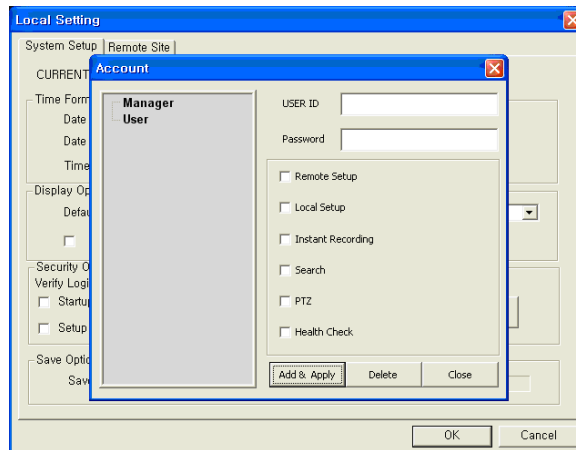 Local Setting
System Setup
Remote Site
CURRENT
Account
Manager
User
USER ID
Password
Remote Setup
Local Setup
Instant Recording
Search
PTZ
Health Check
Add & Apply
Delete
Close
Time Form
Date
Date
Time
Display Op
Defau
Security O
Verify Logi
Startu
Setup
Save Optio
Save
OK
Cancel